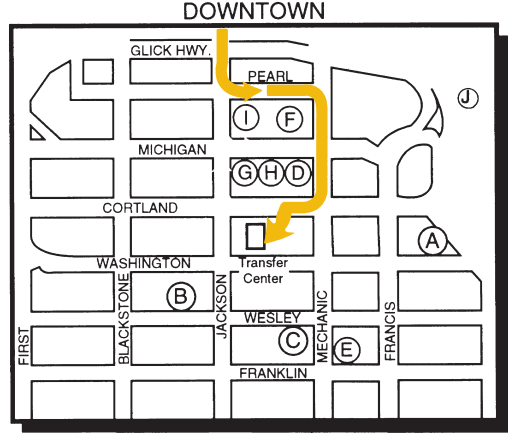 DOWNTOWN
GLICK HWY.
PEARL
J
I
F
MICHIGAN
G
H
D
CORTLAND
A
WASHINGTON
Transfer
Center
B
FIRST
BLACKSTONE
JACKSON
WESLEY
MECHANIC
FRANCIS
C
E
FRANKLIN